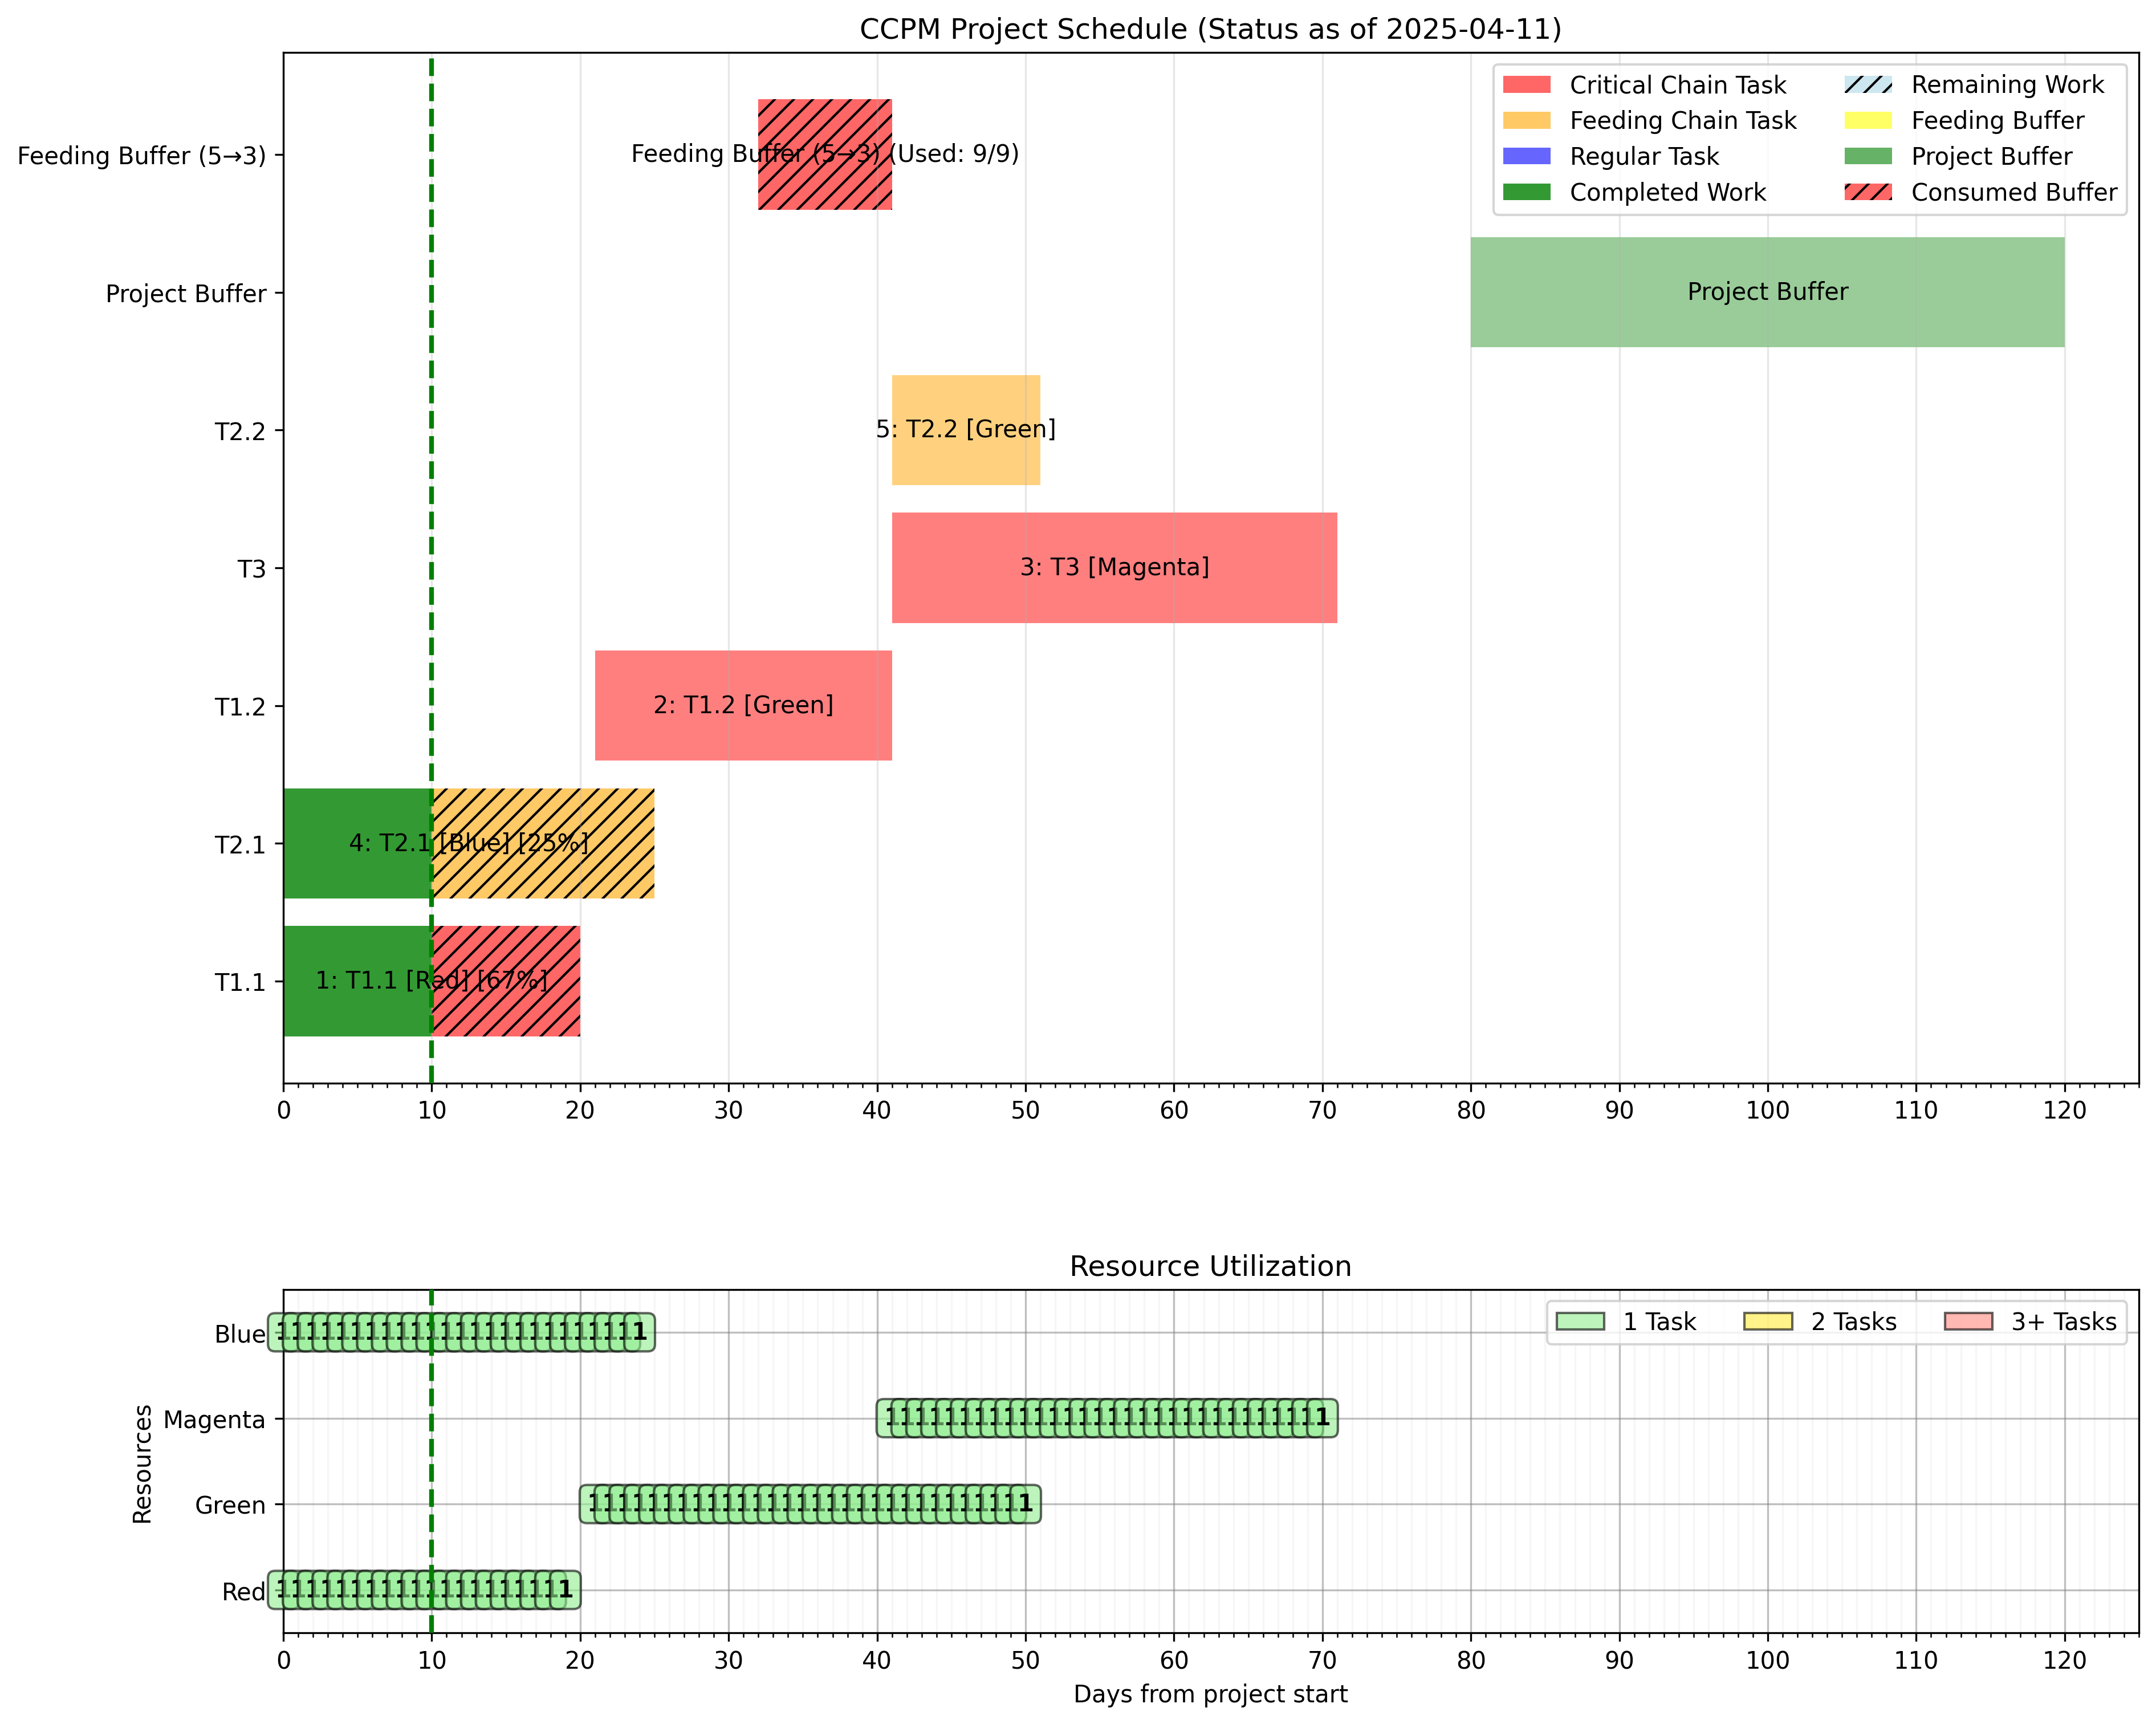 CCPM Project Schedule (Status as of 2025-04-11)
Critical Chain Task
Feeding Chain Task
Regular Task
Completed Work
Remaining Work
Feeding Buffer
Project Buffer
Consumed Buffer
Feeding Buffer (5→3)
Feeding Buffer (5→3) (Used: 9/9)
Project Buffer
Project Buffer
T2.2
5: T2.2 [Green]
T3
3: T3 [Magenta]
T1.2
2: T1.2 [Green]
T2.1
4: T2.1 [Blue] [25%]
T1.1
1: T1.1 [Red] [67%]
0 10 20 30 40 50 60 70 80 90 100 110 120
Resource Utilization
1 Task
2 Tasks
3+ Tasks
Resources
Blue
1111111111111111111111111
Magenta
111111111111111111111111111111
Green
111111111111111111111111111111
Red
11111111111111111111
0 10 20 30 40 50 60 70 80 90 100 110 120
Days from project start